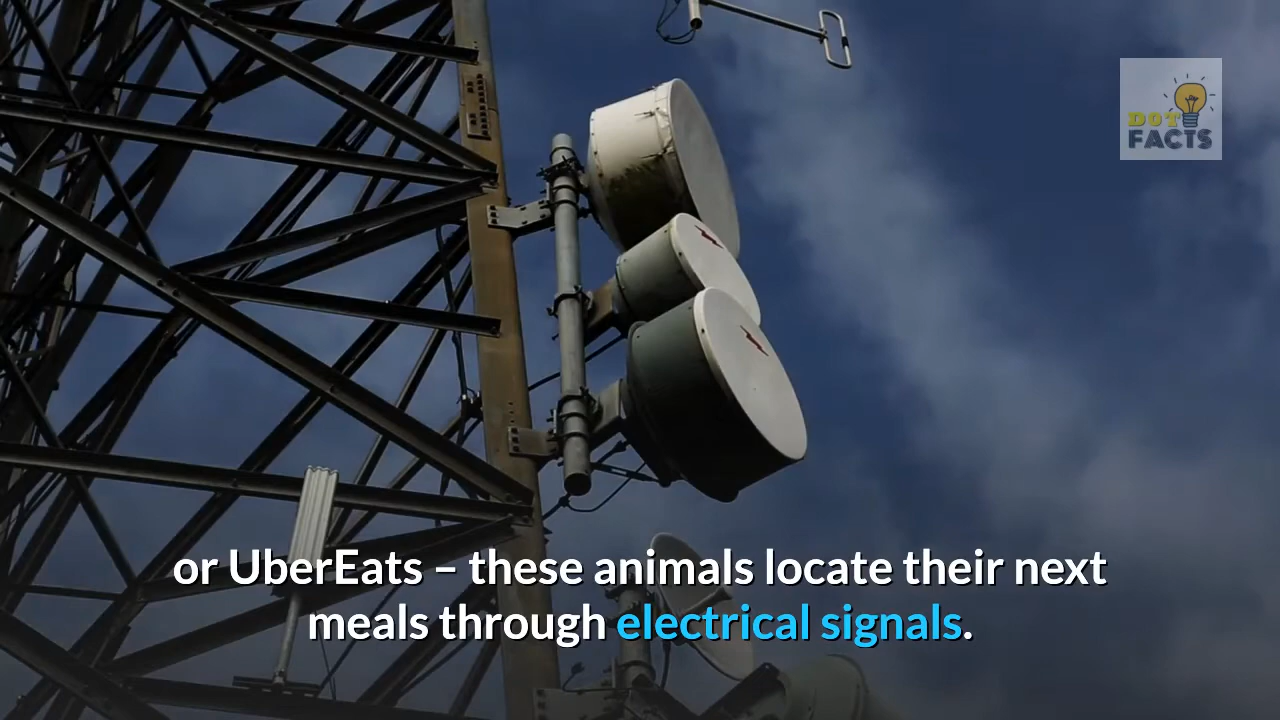 DOT
FACTS
or UberEats – these animals locate their next
meals through electrical signals.